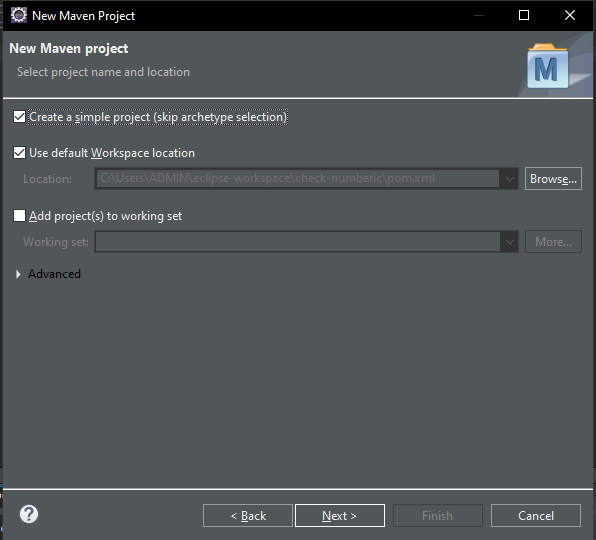 New Maven Project
New Maven project
Select project name and location
M
Create a simple project (skip archetype selection)
Use default Workspace location
Location: C:\Users\ADMIN\eclipse-workspace\check-numberic\pom.xml Browse...
Add project(s) to working set
Working set: More...
Advanced
? < Back Next > Finish Cancel